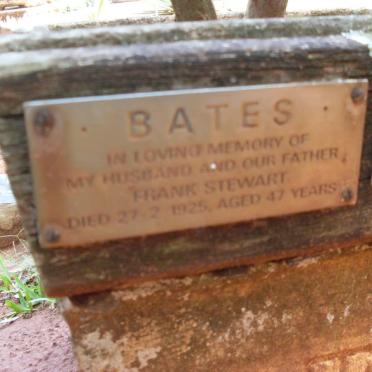 BATES
IN LOVING MEMORY OF
MY HUSBAND AND OUR FATHER
FRANK STEWART
DIED 27-2-1925, AGED 47 YEARS